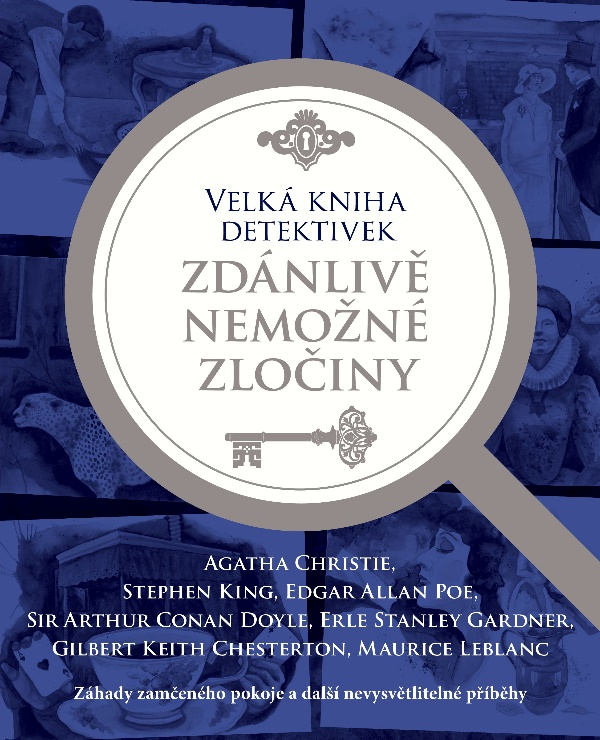 VELKÁ KNIHA
DETEKTIVEK
ZDÁNLIVĚ
NEMOŽNÉ
ZLOČINY
AGATHA CHRISTIE,
STEPHEN KING, EDGAR ALLAN POE,
SIR ARTHUR CONAN DOYLE, ERLE STANLEY GARDNER,
GILBERT KEITH CHESTERTON, MAURICE LEBLANC
Záhady zamčeného pokoje a další nevysvětlitelné příběhy